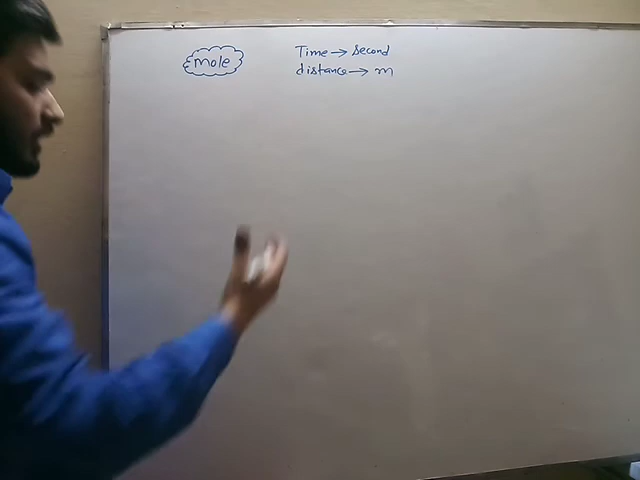 mole
Time → second
distance → m